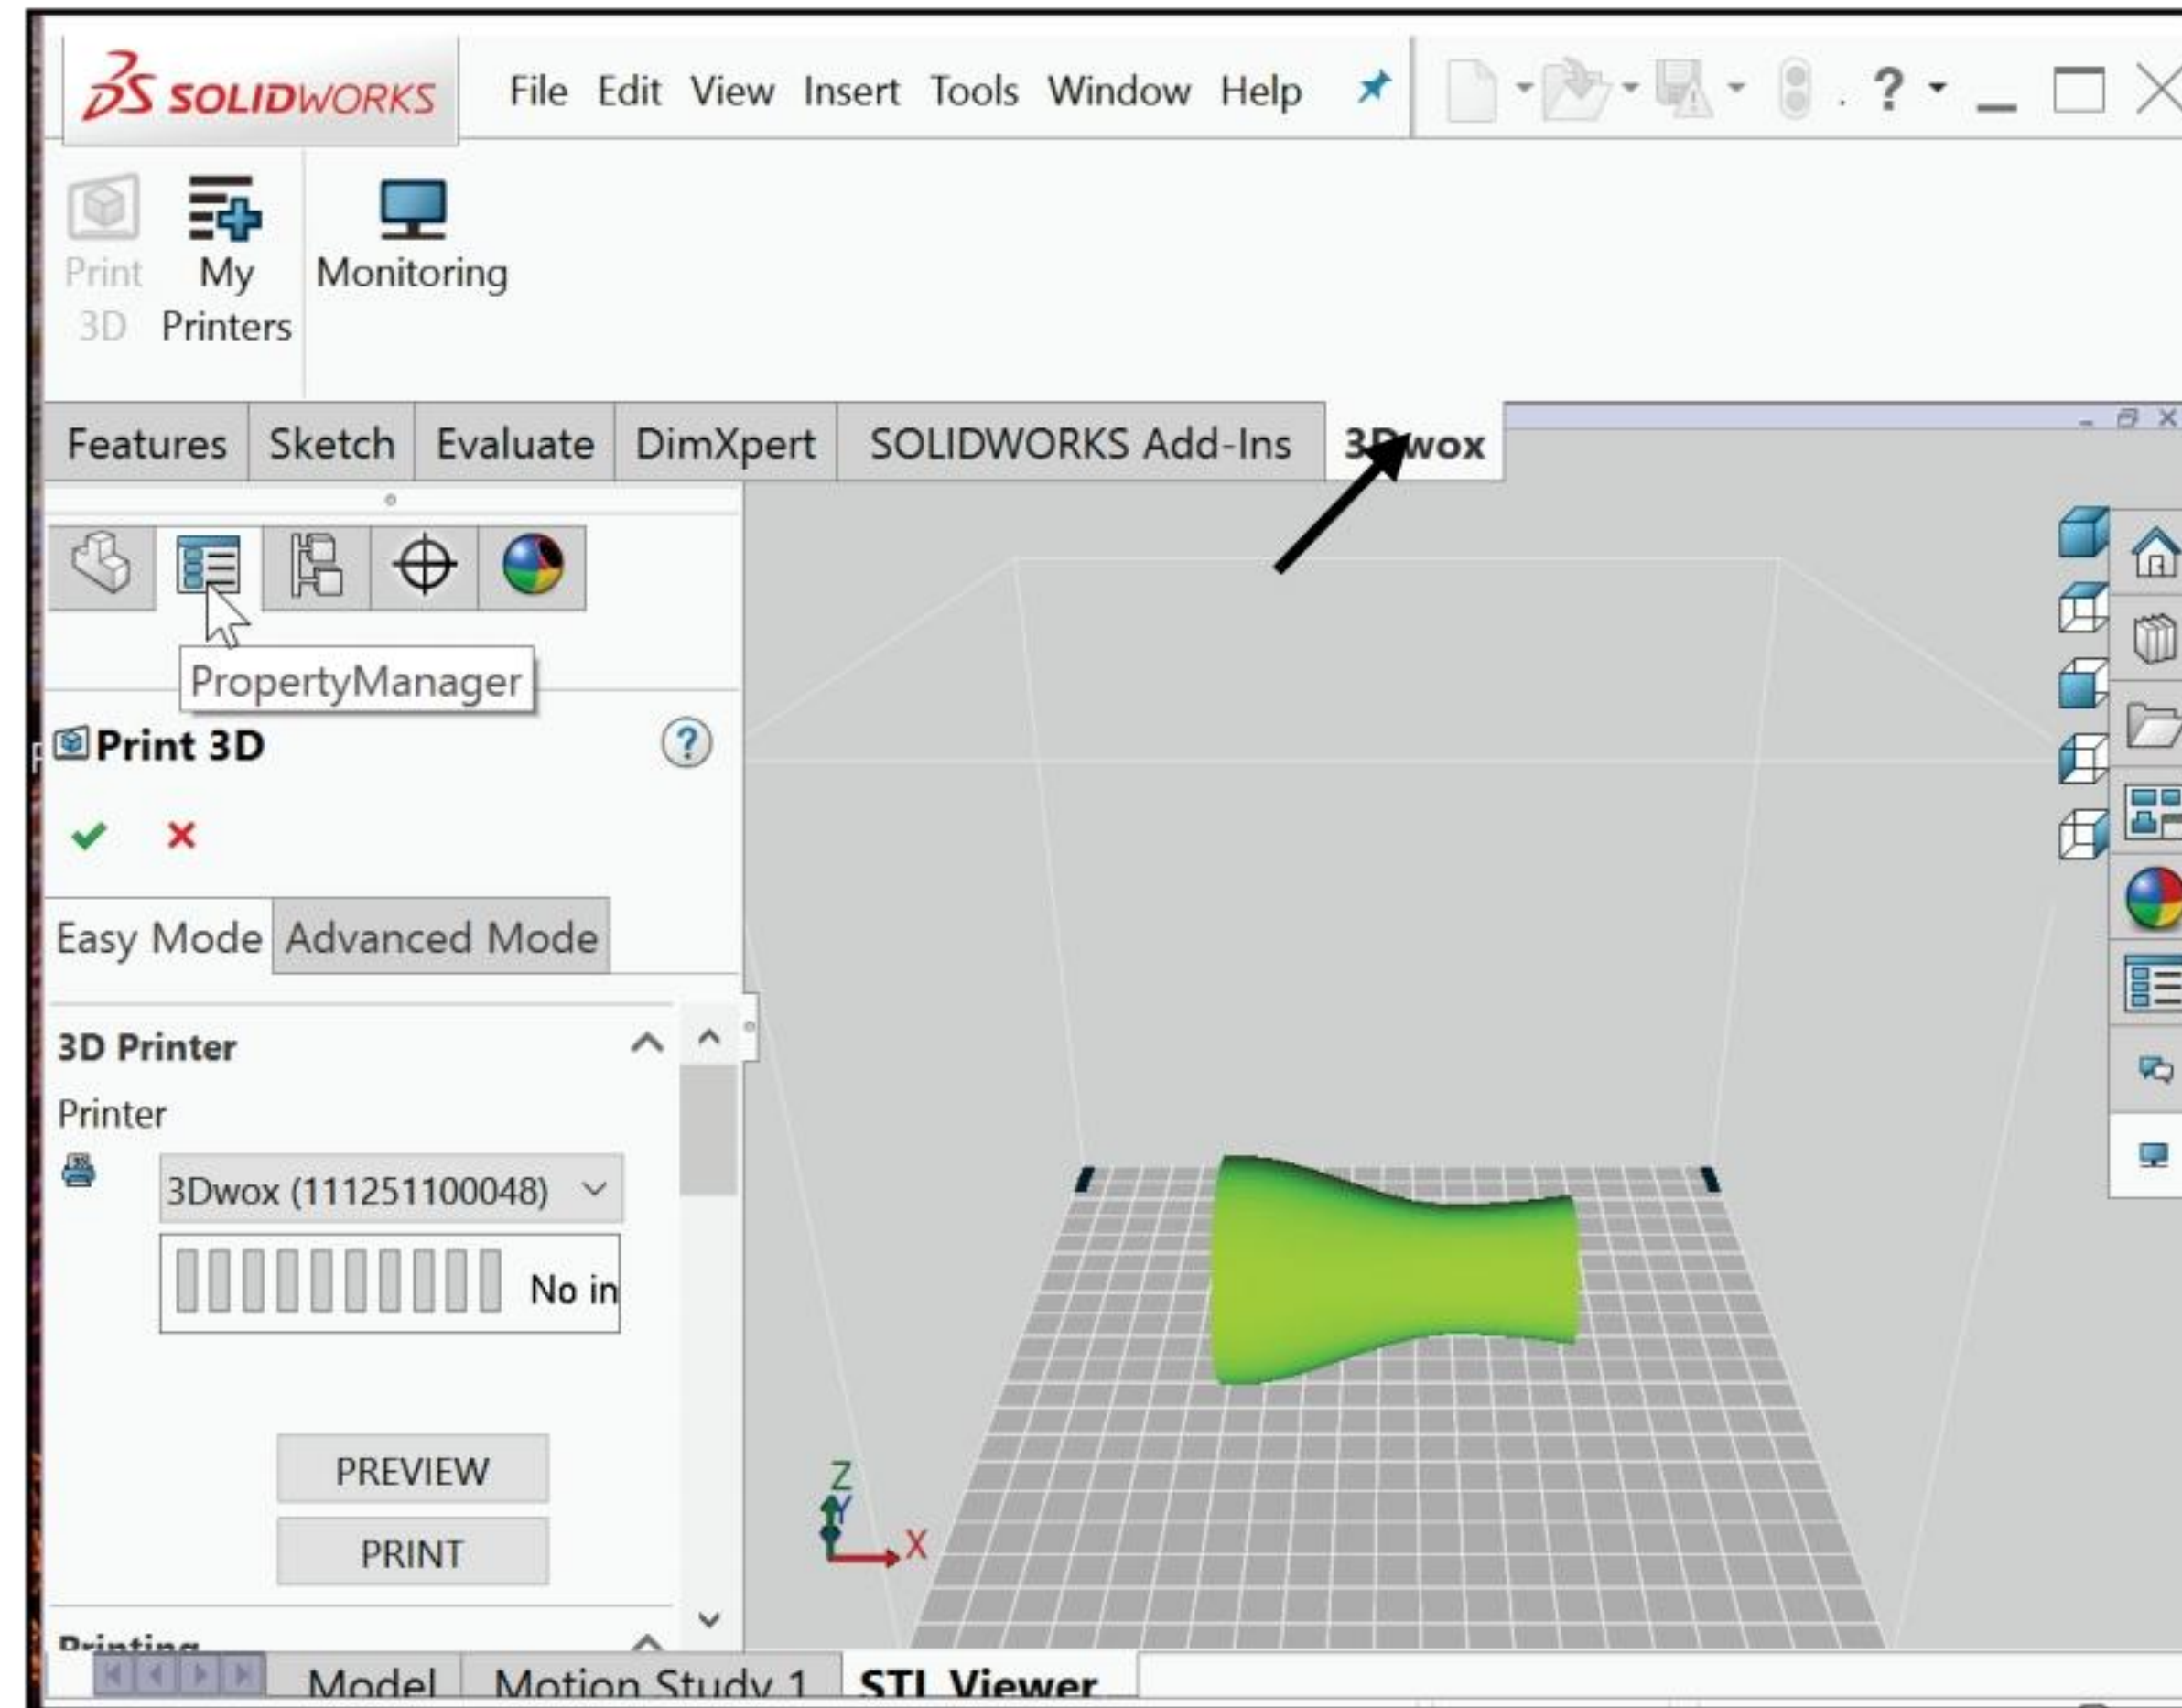 3S SOLIDWORKS File Edit View Insert Tools Window Help ?
Print My Monitoring
3D Printers
Features Sketch Evaluate DimXpert SOLIDWORKS Add-Ins 3Dwox
PropertyManager
Print 3D ?
Easy Mode Advanced Mode
3D Printer
Printer
3Dwox (111251100048)
No in
PREVIEW
PRINT
Z
Y
X
Printing
Model Motion Study 1 STL Viewer